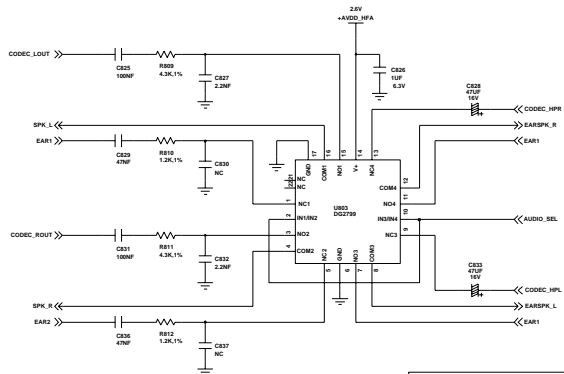 2.6V
+AVDD_HFA
CODEC_LOUT
C825
100NF
R809
4.3K,1%
C827
2.2NF
C826
1UF
6.3V
C828
47UF
16V
CODEC_HPR
SPK_L
EARSPK_R
EAR1
C829
47NF
R810
1.2K,1%
C830
NC
EAR1
17
16
15
14
13
GND
COM1
NO1
V+
NC4
NC
NC
22
21
U803
DG2799
COM4
12
NO4
11
IN3/IN4
10
NC3
9
1
NC1
2
IN1/IN2
3
NO2
4
COM2
NC2
GND
NO3
COM3
5
6
7
8
AUDIO_SEL
CODEC_ROUT
C831
100NF
R811
4.3K,1%
C832
2.2NF
C833
47UF
16V
CODEC_HPL
SPK_R
EARSPK_L
EAR2
C836
47NF
R812
1.2K,1%
C837
NC
EAR1